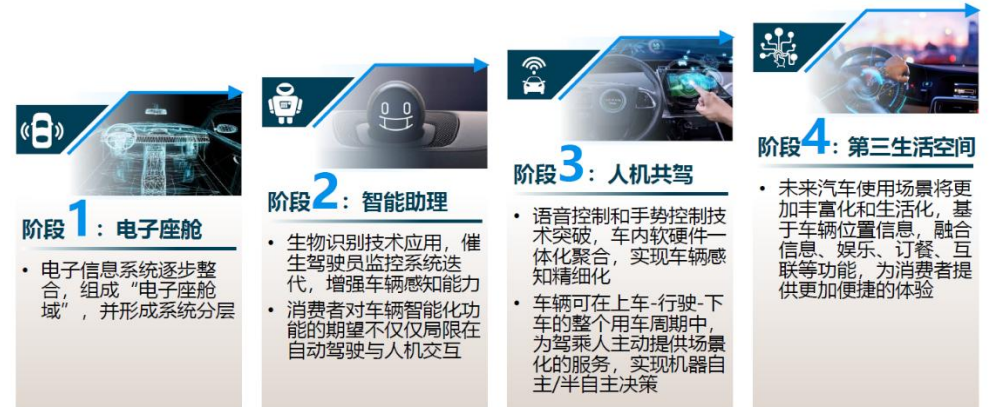 阶段1：电子座舱
• 电子信息系统逐步整
合，组成“电子座舱
域”，并形成系统分层
阶段2：智能助理
• 生物识别技术应用，催
生驾驶员监控系统迭
代，增强车辆感知能力
• 消费者对车辆智能化功
能的期望不仅仅局限在
自动驾驶与人机交互
阶段3：人机共驾
• 语音控制和手势控制技
术突破，车内软硬件一
体化聚合，实现车辆感
知精细化
• 车辆可在上车-行驶-下
车的整个用车周期中，
为驾乘人主动提供场景
化的服务，实现机器自
主/半自主决策
阶段4：第三生活空间
• 未来汽车使用场景将更
加丰富化和生活化，基
于车辆位置信息，融合
信息、娱乐、订餐、互
联等功能，为消费者提
供更加便捷的体验